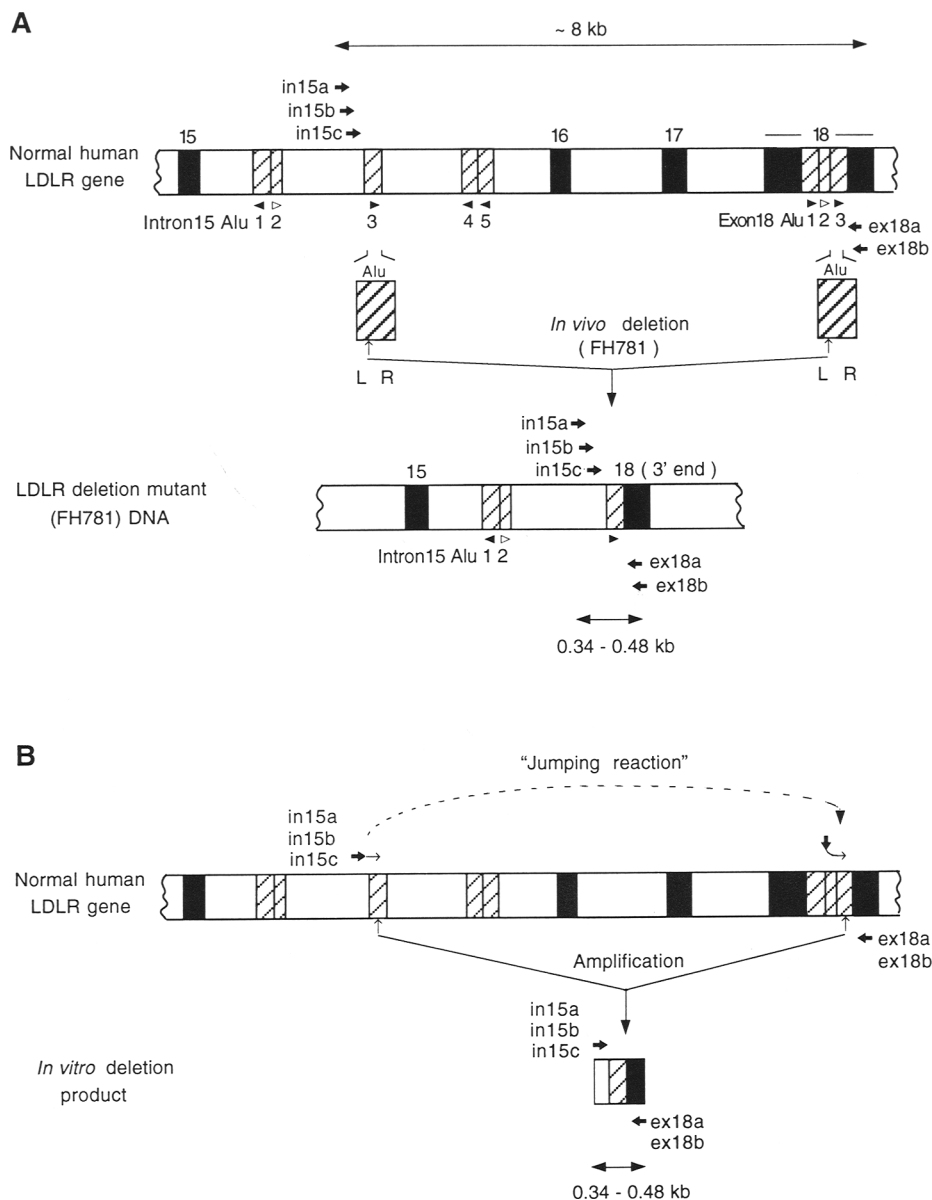 A
~ 8 kb
in15a
in15b
in15c
15
16
17
18
Normal human
LDLR gene
Intron15 Alu 1 2
3
4 5
Exon18 Alu 1 2 3
ex18a
ex18b
Alu
Alu
In vivo deletion
( FH781 )
L R
L R
in15a
in15b
in15c
15
18 ( 3' end )
LDLR deletion mutant
(FH781) DNA
Intron15 Alu 1 2
ex18a
ex18b
0.34 - 0.48 kb
B
“Jumping reaction”
in15a
in15b
in15c
Normal human
LDLR gene
ex18a
ex18b
Amplification
in15a
in15b
in15c
In vitro deletion
product
ex18a
ex18b
0.34 - 0.48 kb